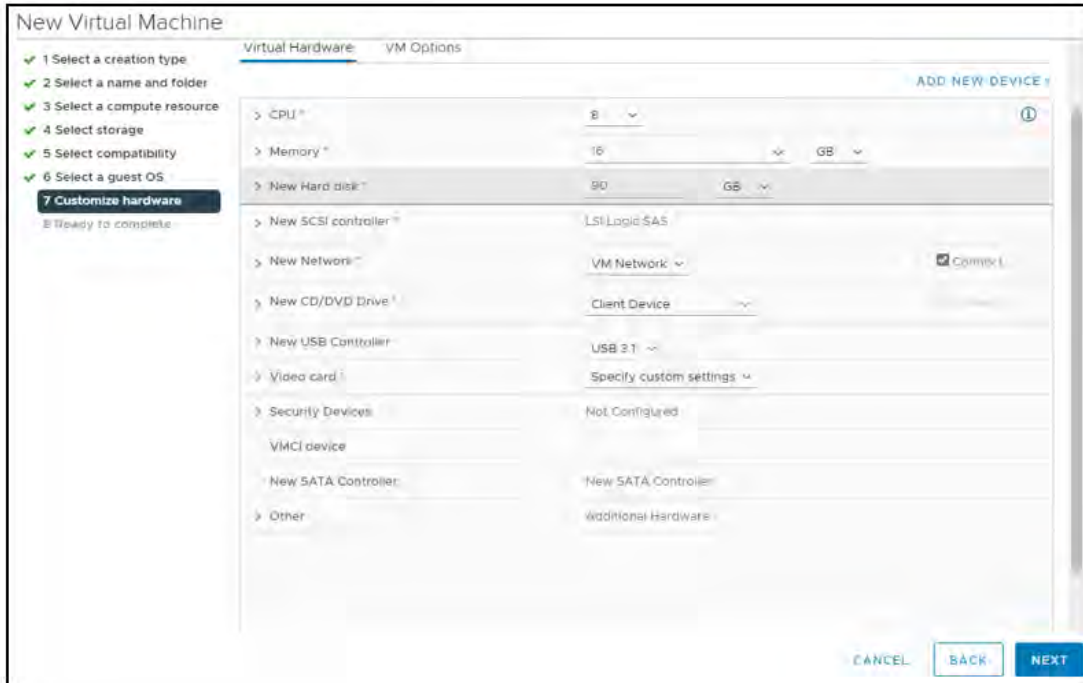 New Virtual Machine
1 Select a creation type
2 Select a name and folder
3 Select a compute resource
4 Select storage
5 Select compatibility
6 Select a guest OS
7 Customize hardware
8 Ready to complete
Virtual Hardware VM Options
ADD NEW DEVICE
CPU * 8
Memory * 16 GB
New Hard disk * 90 GB
New SCSI controller * LSI Logic SAS
New Network * VM Network Connect
New CD/DVD Drive * Client Device
New USB Controller USB 3.1
Video card * Specify custom settings
Security Devices Not Configured
VMCI device
New SATA Controller New SATA Controller
Other Additional Hardware
CANCEL BACK NEXT